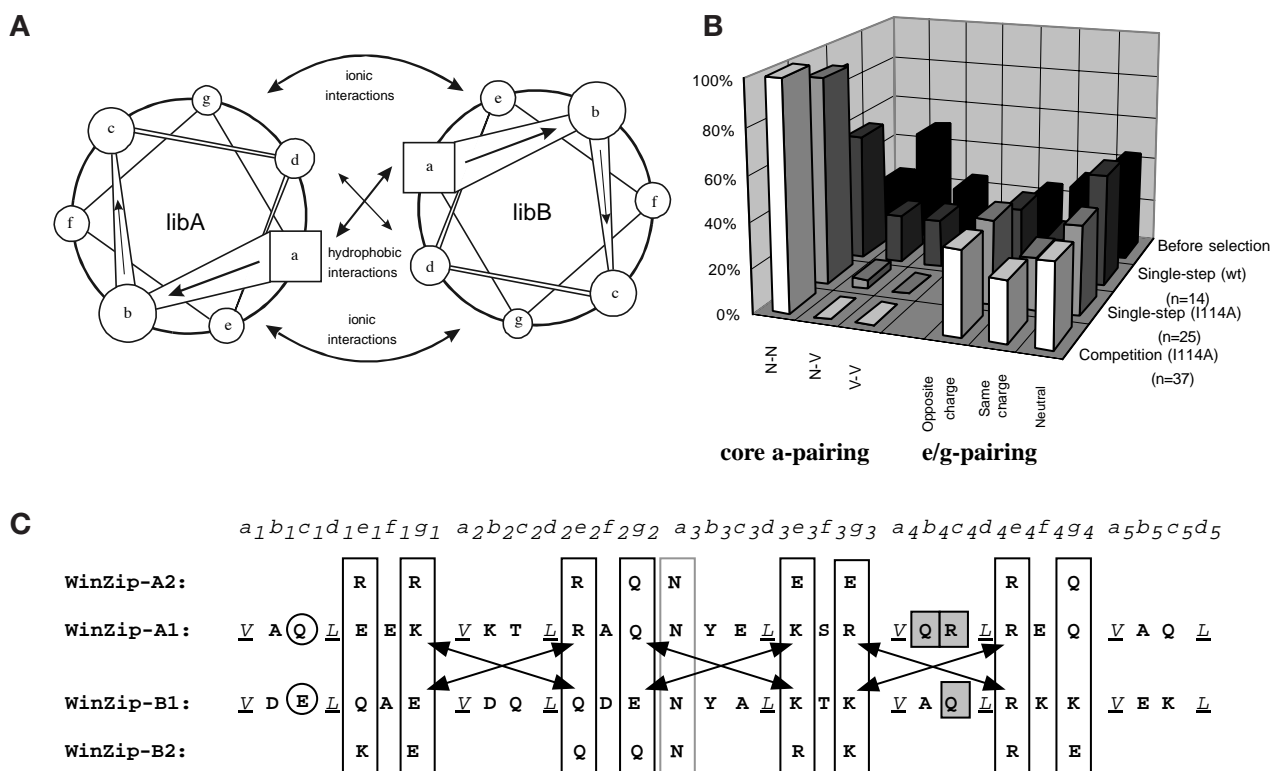 A
ionic
interactions
g
c
d
libA
f
a
b
e
hydrophobic
interactions
ionic
interactions
e
b
a
libB
f
d
c
g
B
100%
80%
60%
40%
20%
0%
N-N
N-V
V-V
Opposite
charge
Same
charge
Neutral
Before selection
Single-step (wt)
(n=14)
Single-step (I114A)
(n=25)
Competition (I114A)
(n=37)
core a-pairing
e/g-pairing
C
a1b1c1d1e1f1g1 a2b2c2d2e2f2g2 a3b3c3d3e3f3g3 a4b4c4d4e4f4g4 a5b5c5d5
WinZip-A2: R R R Q N E E R Q
WinZip-A1: V A Q L E E K V K T L R A Q N Y E L K S R V Q R L R E Q V A Q L
WinZip-B1: V D E L Q A E V D Q L Q D E N Y A L K T K V A Q L R K K V E K L
WinZip-B2: K E Q Q N R K R E